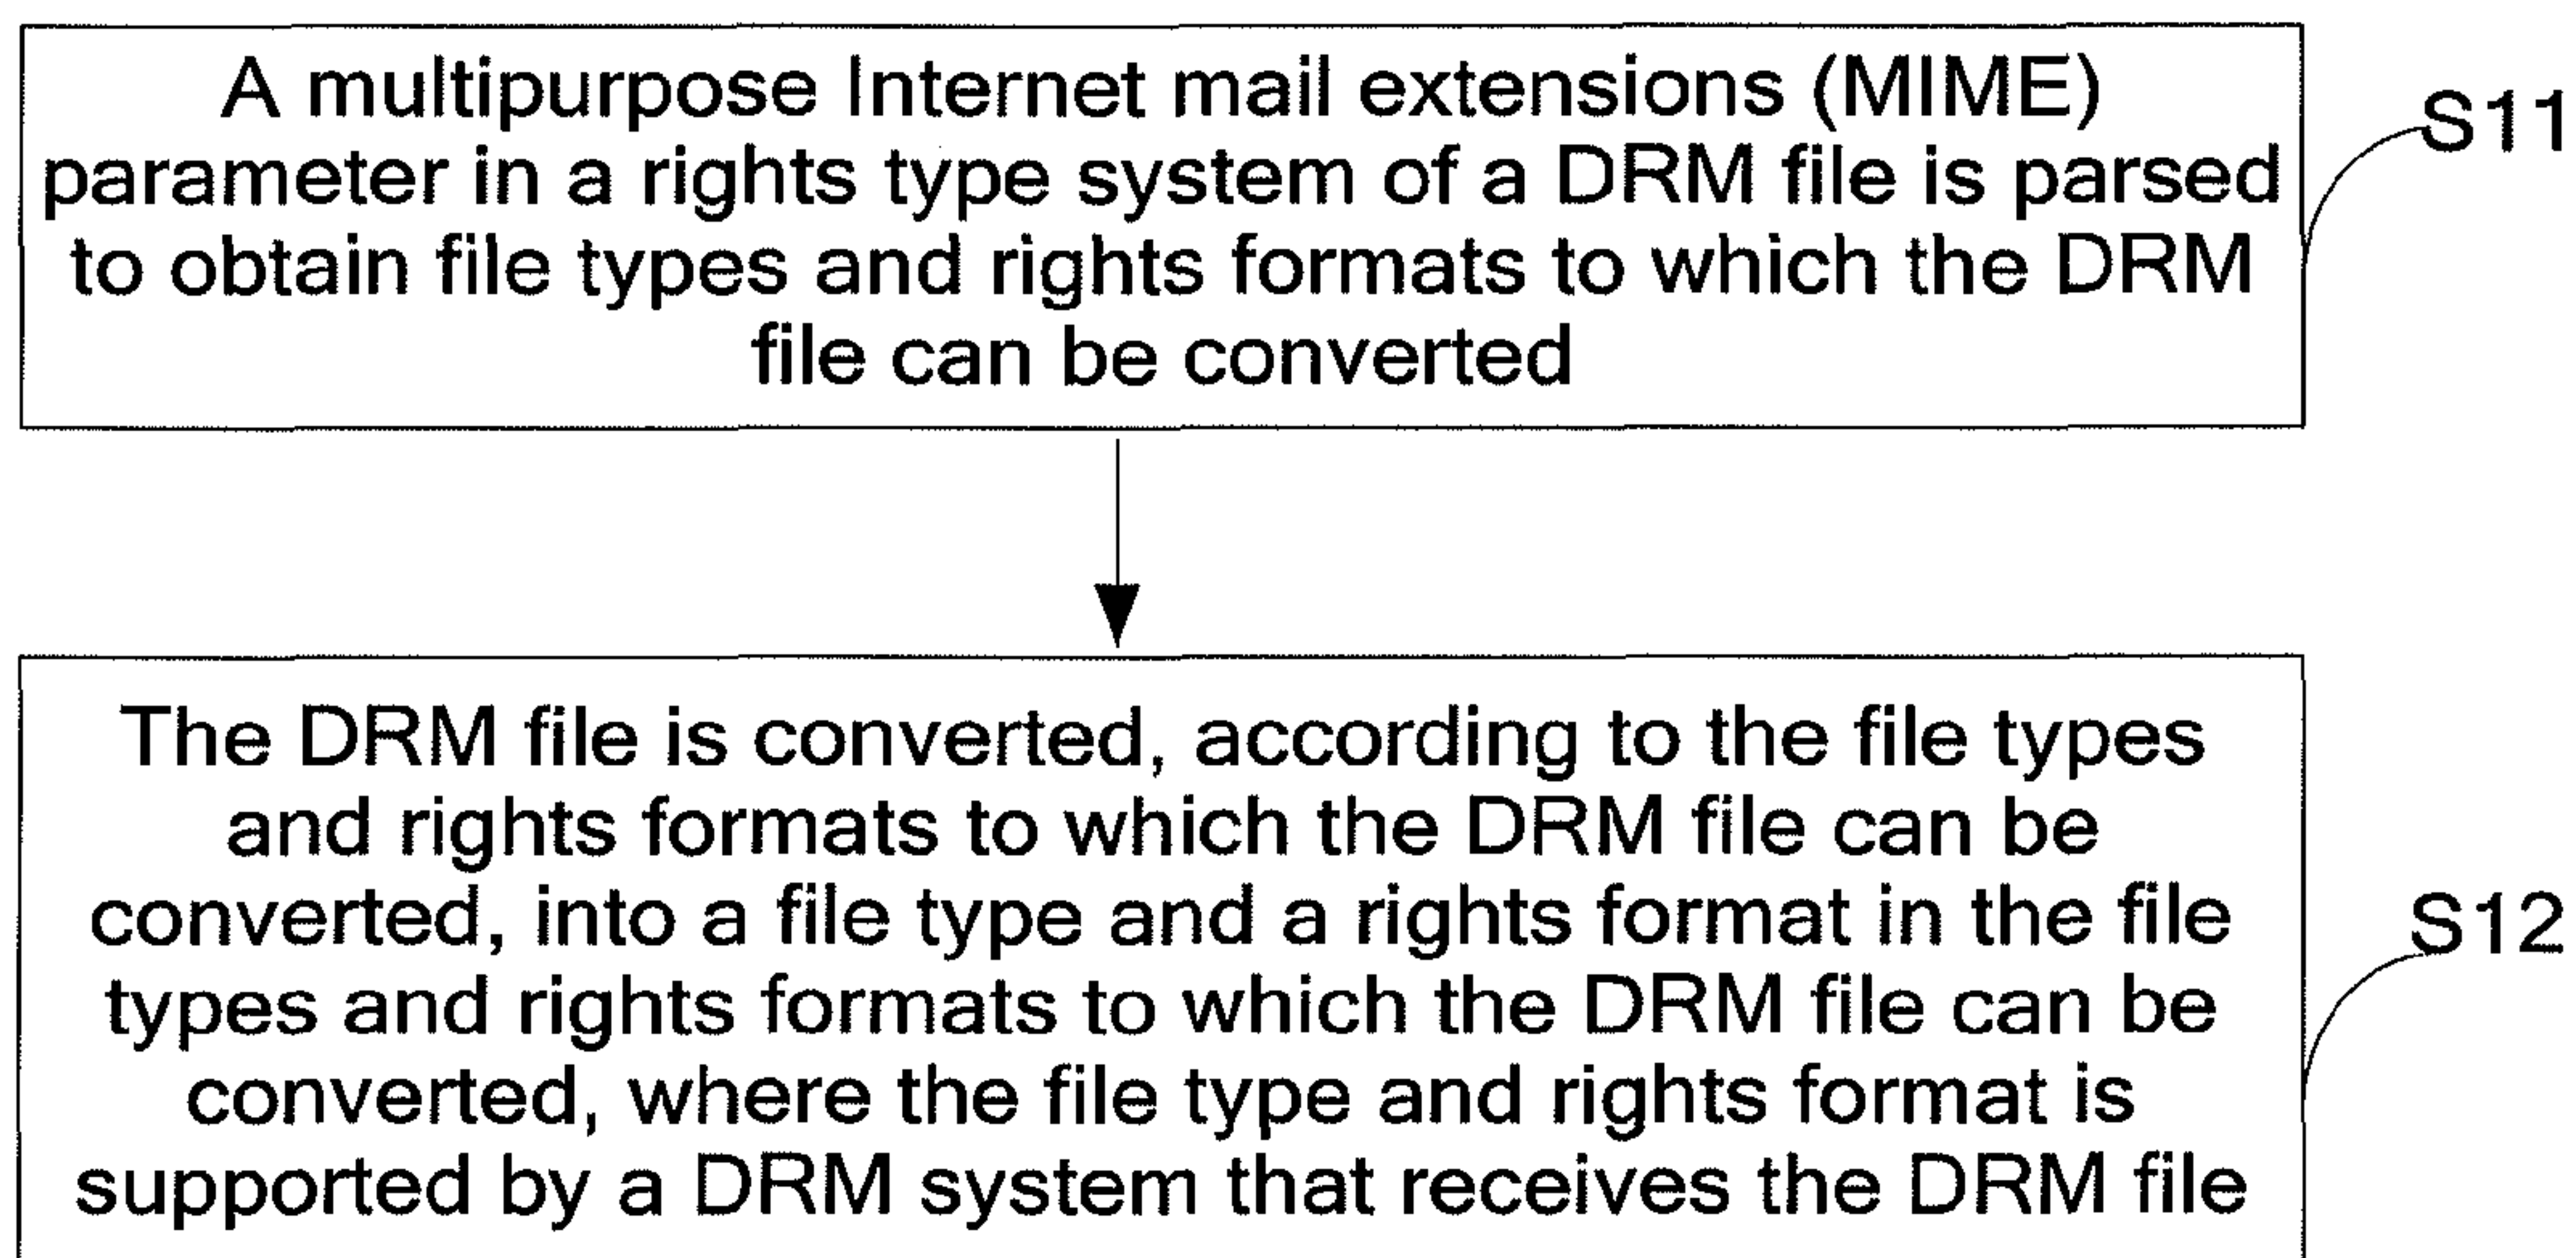 A multipurpose Internet mail extensions (MIME)
parameter in a rights type system of a DRM file is parsed
to obtain file types and rights formats to which the DRM
file can be converted
S11
The DRM file is converted, according to the file types
and rights formats to which the DRM file can be
converted, into a file type and a rights format in the file
types and rights formats to which the DRM file can be
converted, where the file type and rights format is
supported by a DRM system that receives the DRM file
S12